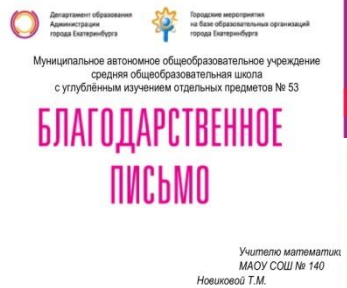 Департамент образования
Администрации
города Екатеринбурга
Городские мероприятия
на базе образовательных организаций
города Екатеринбурга
Муниципальное автономное общеобразовательное учреждение
средняя общеобразовательная школа
с углублённым изучением отдельных предметов № 53
БЛАГОДАРСТВЕННОЕ
ПИСЬМО
Учителю математики
МАОУ СОШ № 140
Новиковой Т.М.